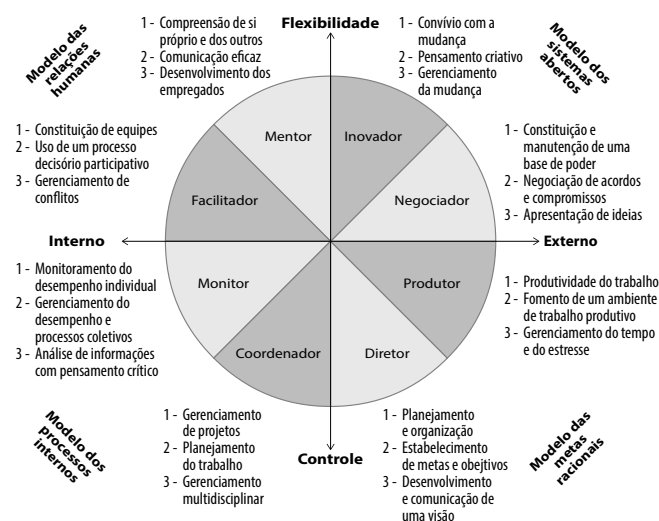 Modelo das
relações
humanas
1 - Compreensão de si
próprio e dos outros
2 - Comunicação eficaz
3 - Desenvolvimento dos
empregados
Flexibilidade
1 - Convívio com a
mudança
2 - Pensamento criativo
3 - Gerenciamento
da mudança
Modelo dos
sistemas
abertos
1 - Constituição de equipes
2 - Uso de um processo
decisório participativo
3 - Gerenciamento de
conflitos
Mentor
Inovador
Facilitador
Negociador
1 - Constituição e
manutenção de uma
base de poder
2 - Negociação de acordos
e compromissos
3 - Apresentação de ideias
Interno
Externo
1 - Monitoramento do
desempenho individual
2 - Gerenciamento do
desempenho e
processos coletivos
3 - Análise de informações
com pensamento crítico
Monitor
Produtor
Coordenador
Diretor
1 - Produtividade do trabalho
2 - Fomento de um ambiente
de trabalho produtivo
3 - Gerenciamento do tempo
e do estresse
Modelo dos
processos
internos
1 - Gerenciamento
de projetos
2 - Planejamento
do trabalho
3 - Gerenciamento
multidisciplinar
Controle
1 - Planejamento
e organização
2 - Estabelecimento
de metas e obejtivos
3 - Desenvolvimento
e comunicação de
uma visão
Modelo das
metas
racionais